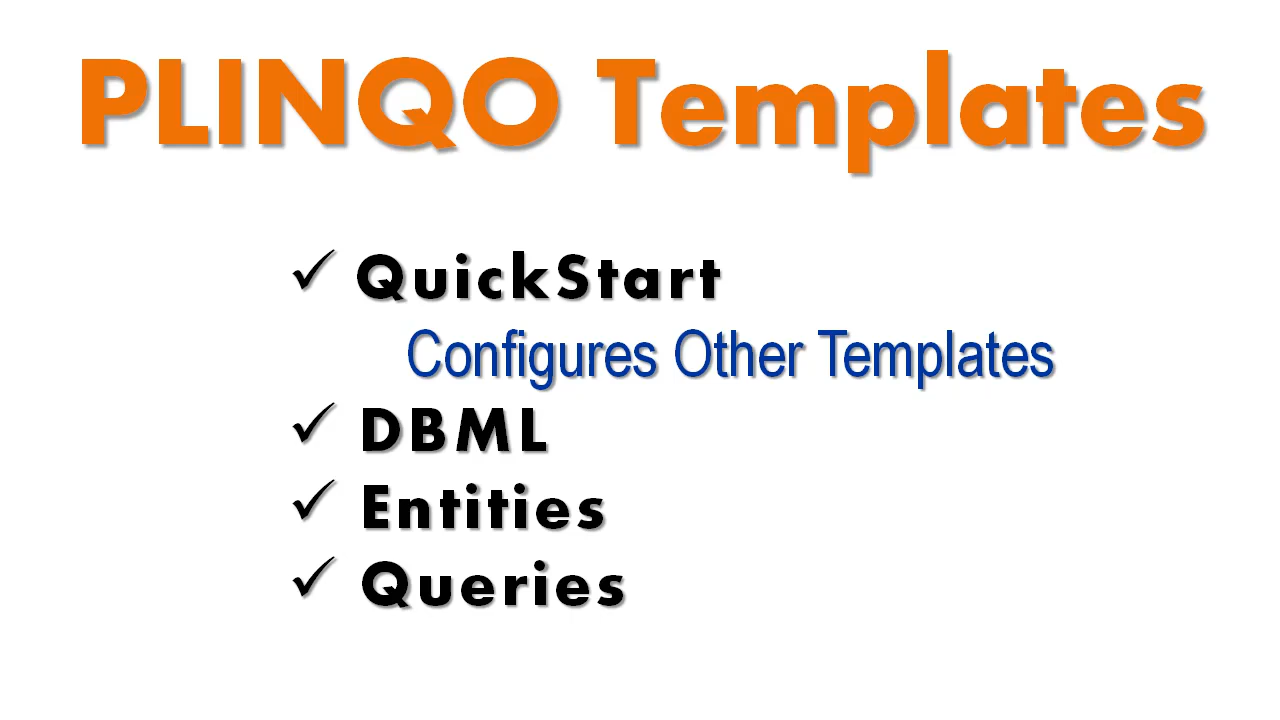 PLINQO Templates
✓ QuickStart
Configures Other Templates
✓ DBML
✓ Entities
✓ Queries